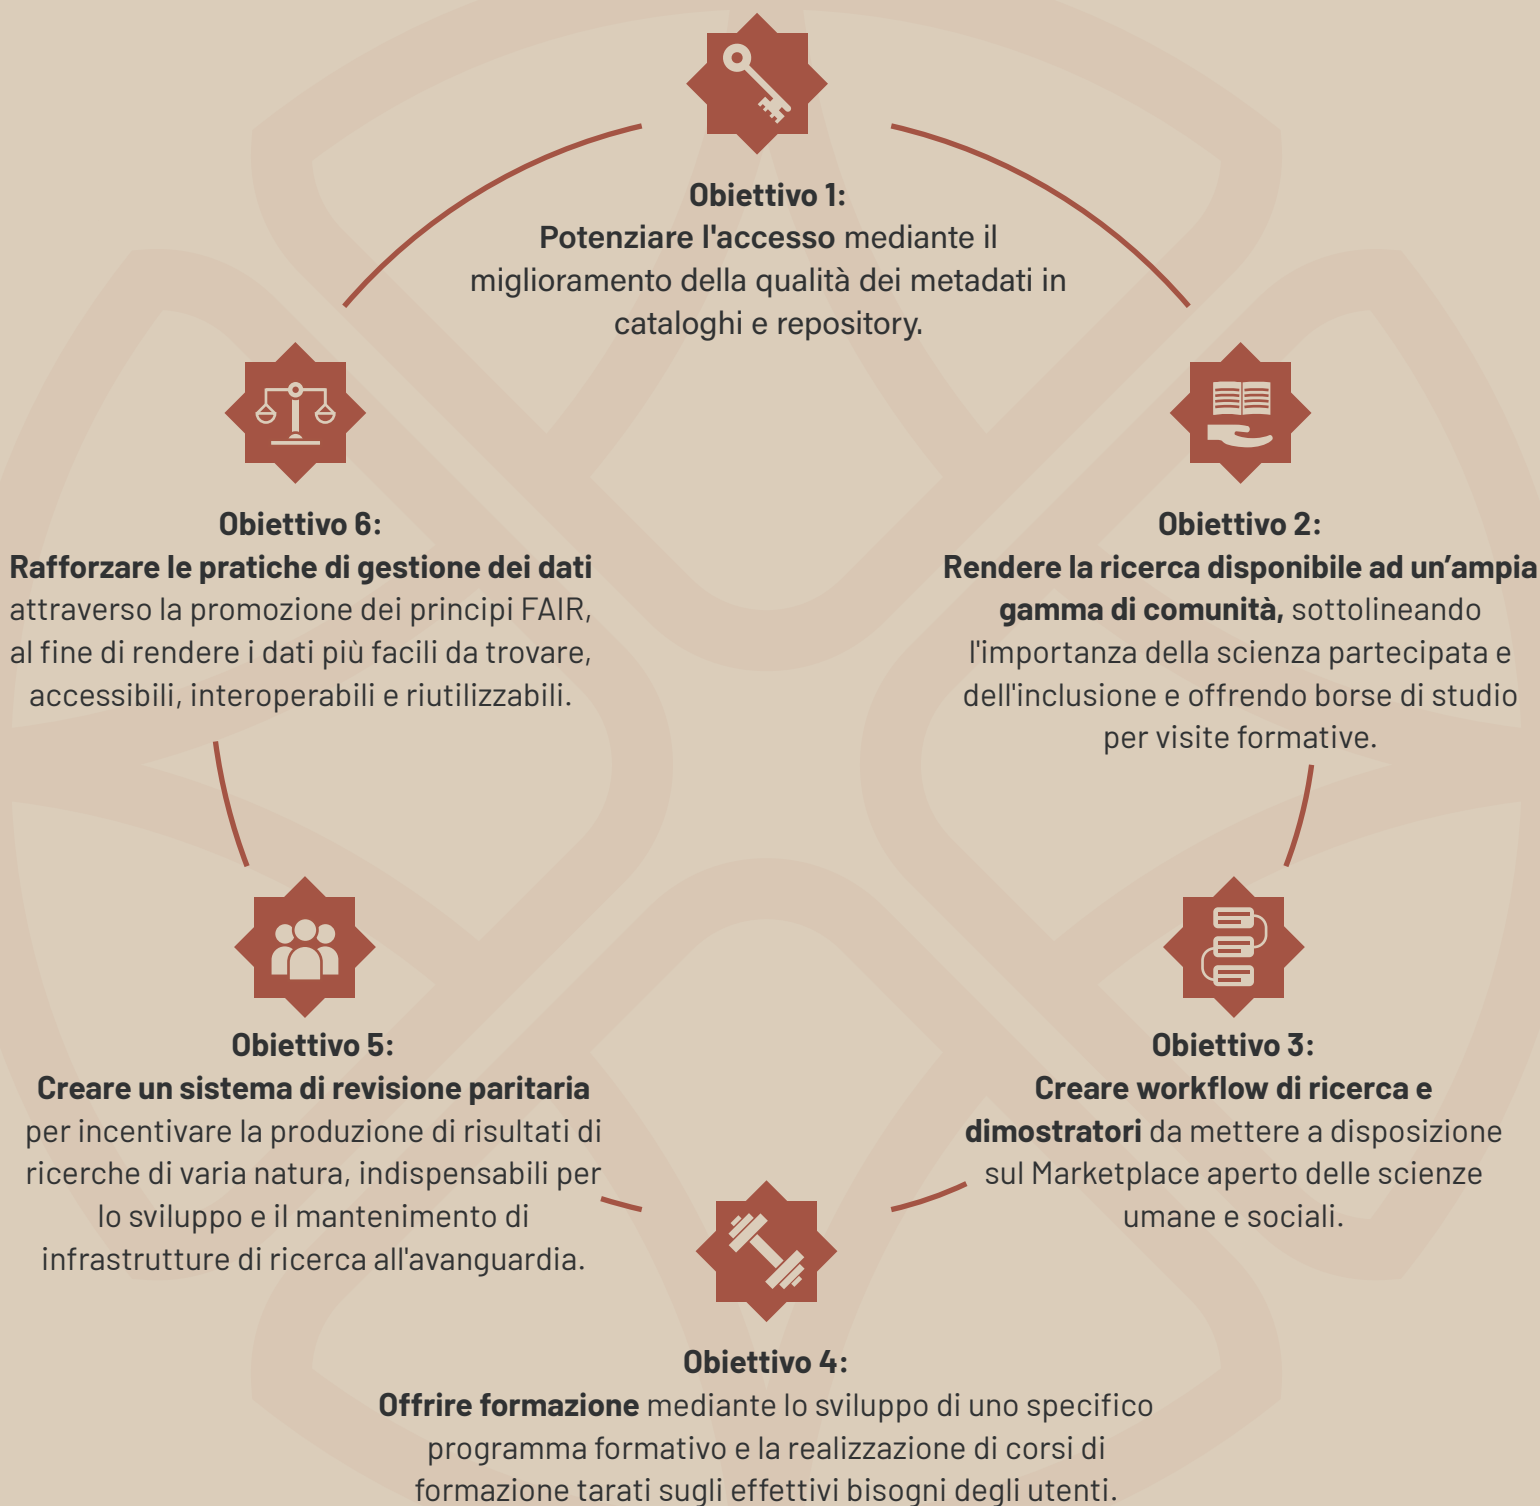 Obiettivo 1:
Potenziare l'accesso mediante il
miglioramento della qualità dei metadati in
cataloghi e repository.
Obiettivo 2:
Rendere la ricerca disponibile ad un’ampia
gamma di comunità, sottolineando
l'importanza della scienza partecipata e
dell'inclusione e offrendo borse di studio
per visite formative.
Obiettivo 3:
Creare workflow di ricerca e
dimostratori da mettere a disposizione
sul Marketplace aperto delle scienze
umane e sociali.
Obiettivo 4:
Offrire formazione mediante lo sviluppo di uno specifico
programma formativo e la realizzazione di corsi di
formazione tarati sugli effettivi bisogni degli utenti.
Obiettivo 5:
Creare un sistema di revisione paritaria
per incentivare la produzione di risultati di
ricerche di varia natura, indispensabili per
lo sviluppo e il mantenimento di
infrastrutture di ricerca all'avanguardia.
Obiettivo 6:
Rafforzare le pratiche di gestione dei dati
attraverso la promozione dei principi FAIR,
al fine di rendere i dati più facili da trovare,
accessibili, interoperabili e riutilizzabili.